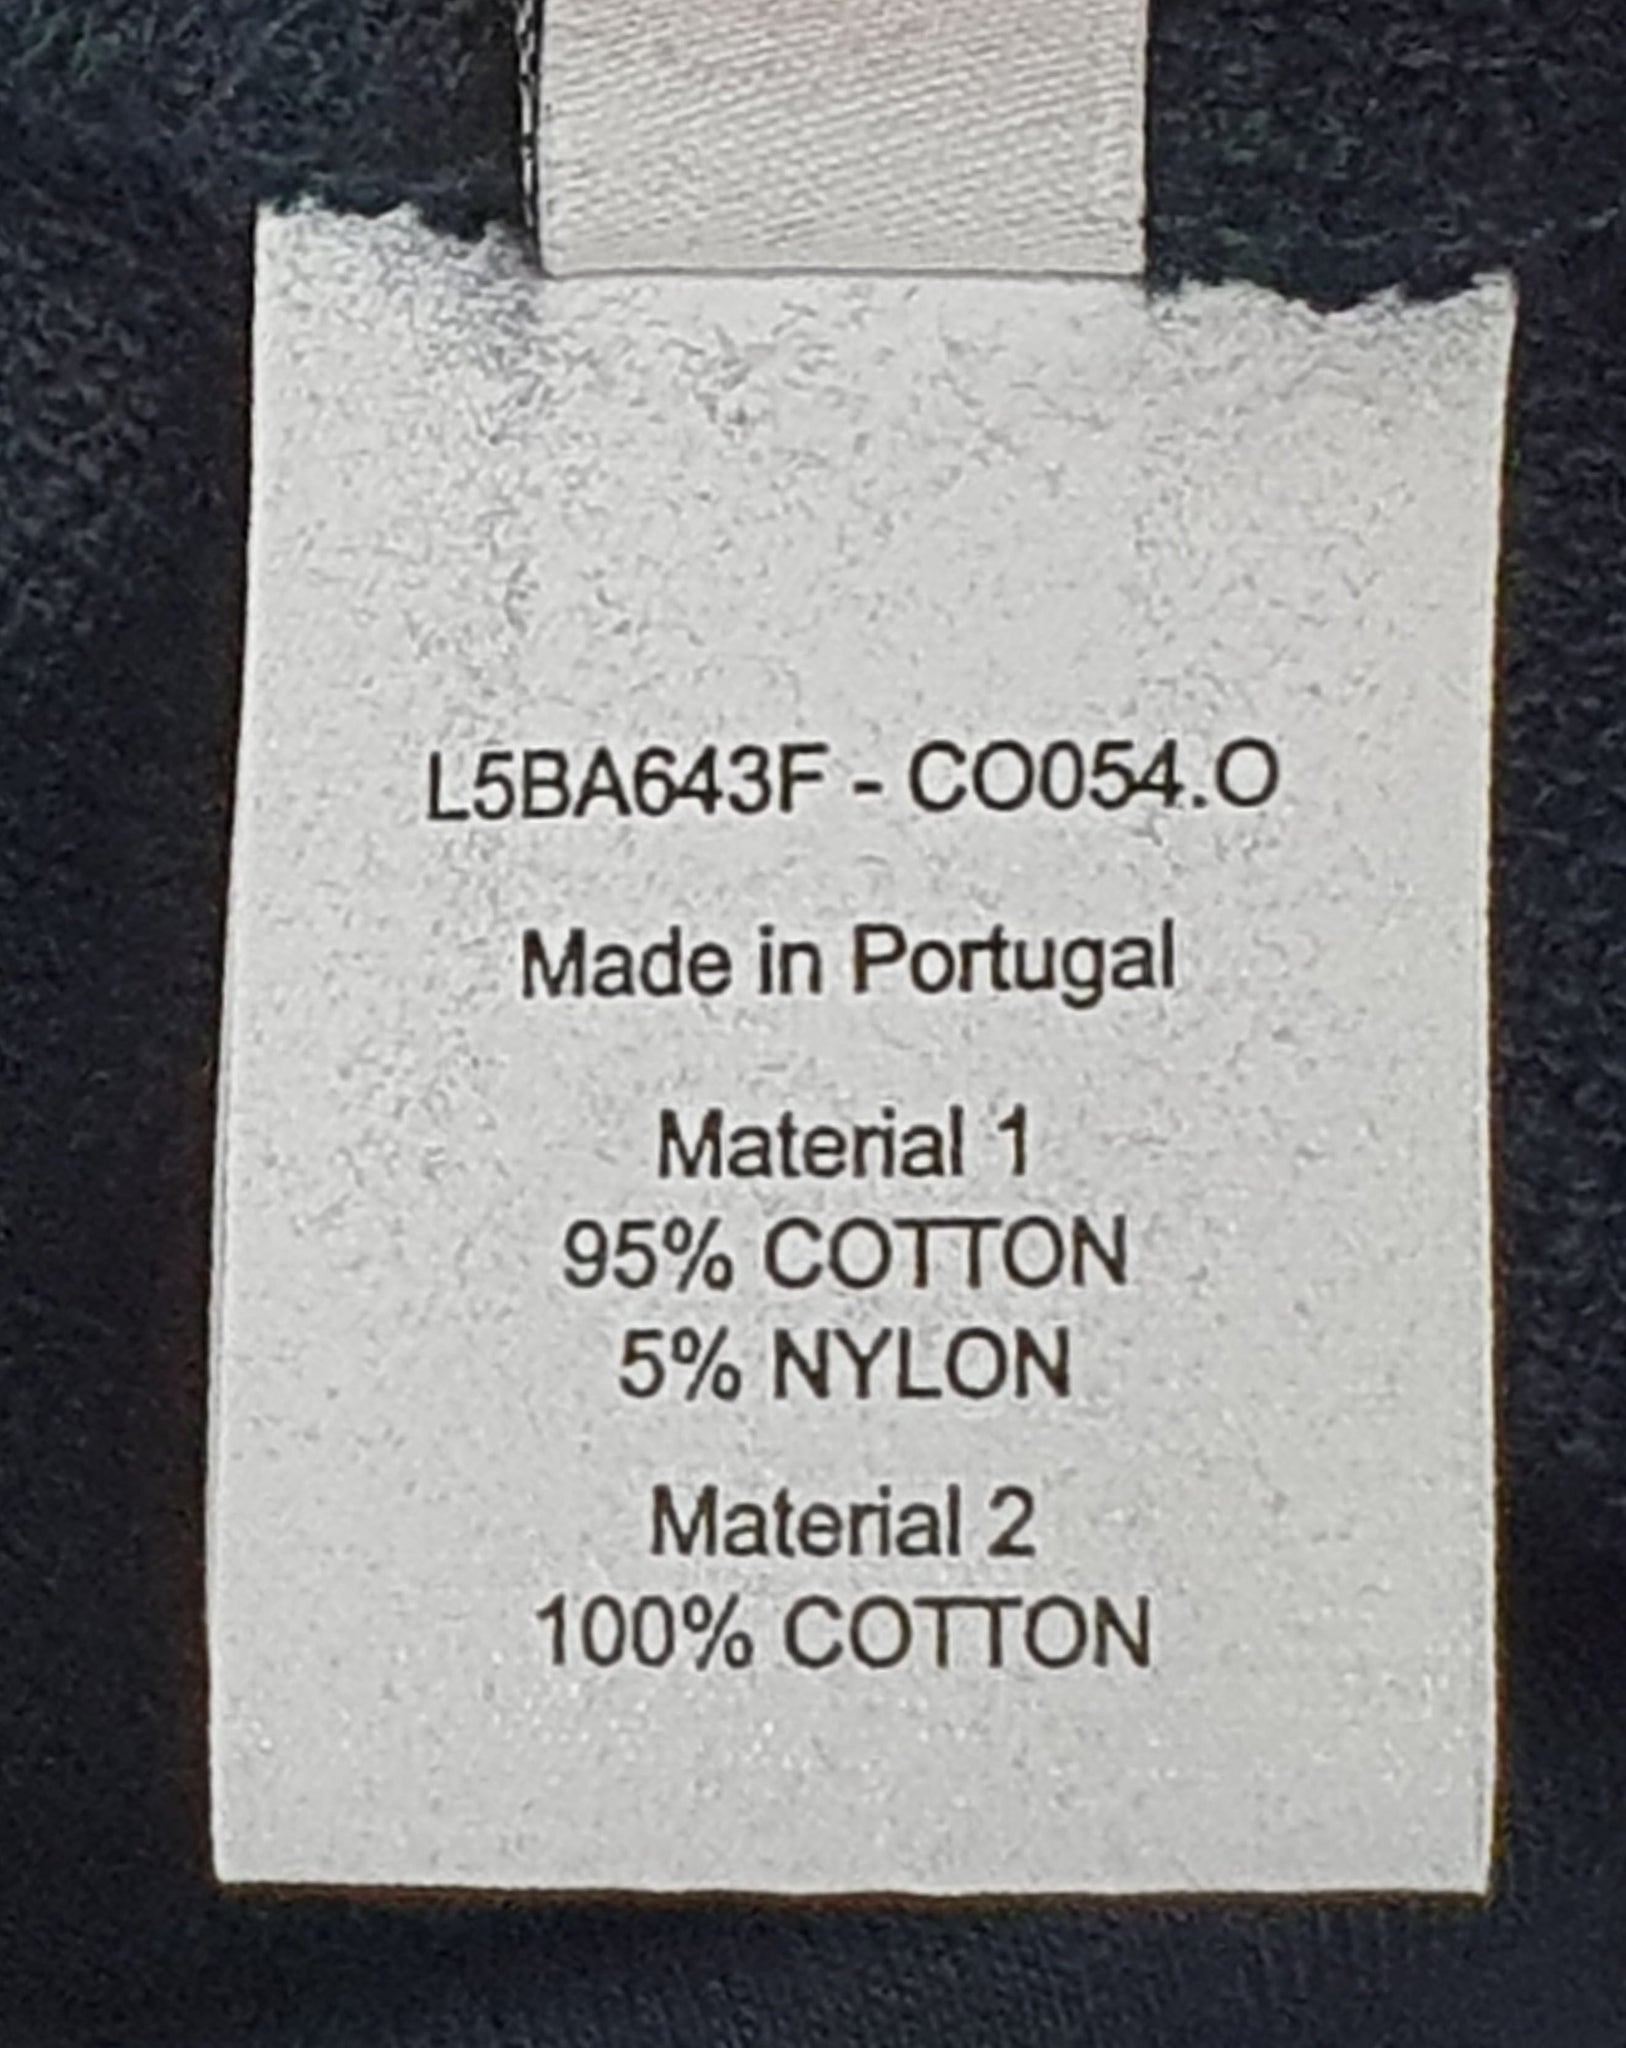 L5BA643F - CO054.O
Made in Portugal
Material 1
95% COTTON
5% NYLON
Material 2
100% COTTON